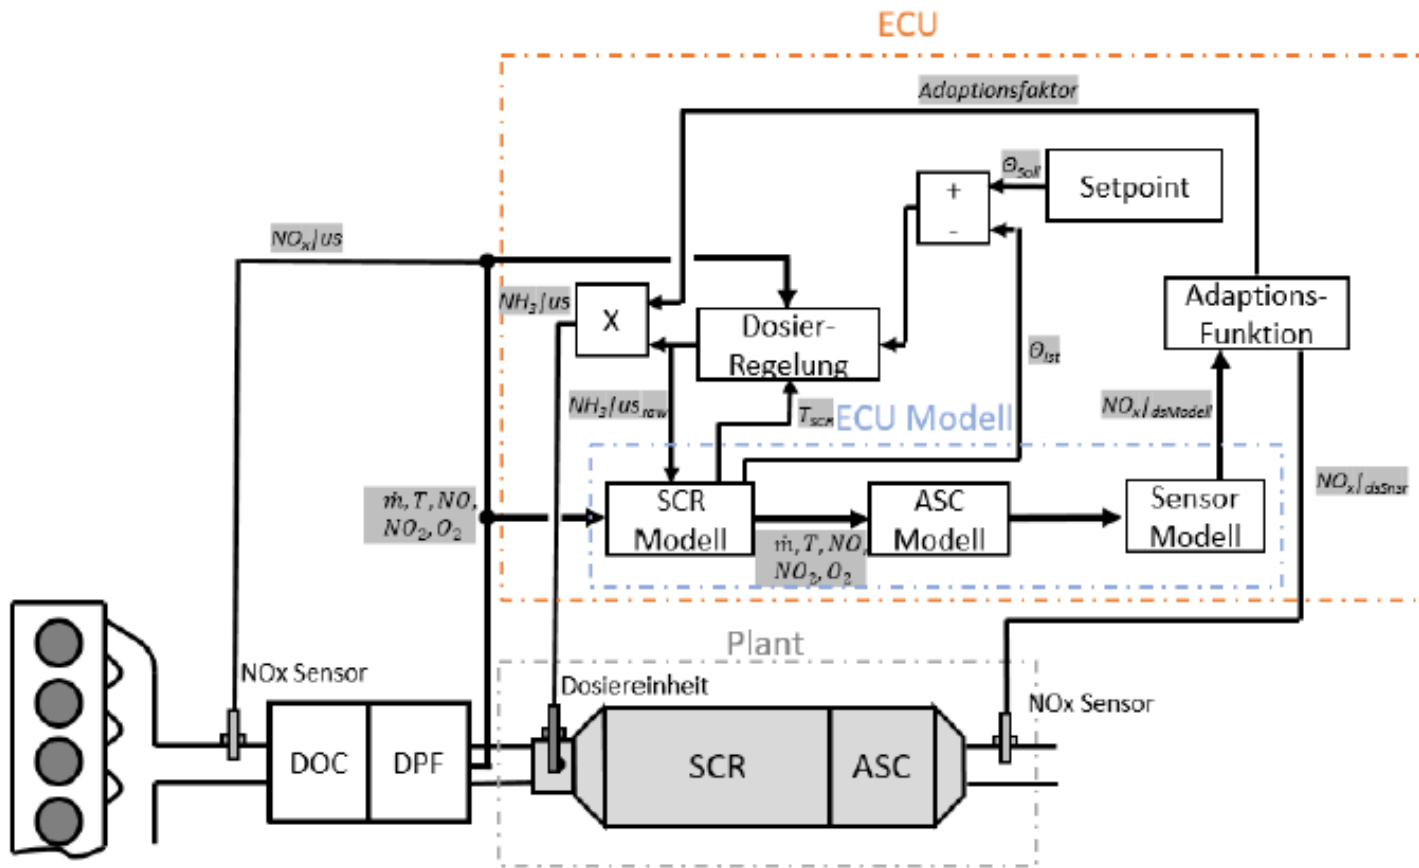 ECU
Adaptionsfaktor
Θ_Soll
Setpoint
+
-
NO_x|us
NH_3|us
X
Dosier-
Regelung
Adaptions-
Funktion
Θ_Ist
NH_3|us_raw
T_SCR
ECU Modell
NO_x|_dsModell
NO_x|_dsSnsr
ṁ, T, NO,
NO_2, O_2
SCR
Modell
ASC
Modell
Sensor
Modell
ṁ, T, NO,
NO_2, O_2
Plant
NOx Sensor
Dosiereinheit
NOx Sensor
DOC
DPF
SCR
ASC